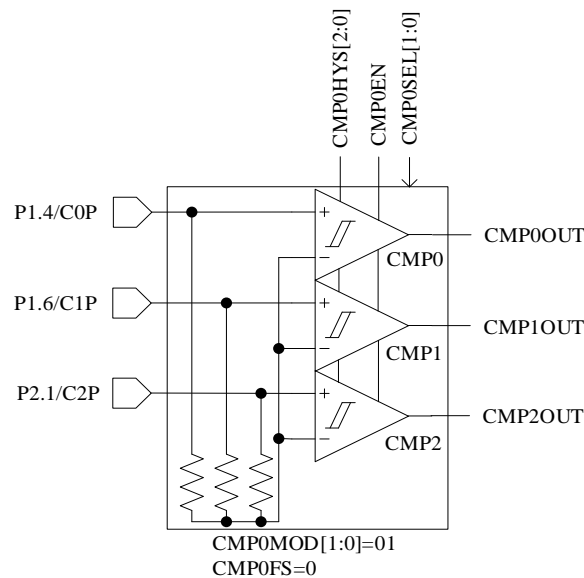 CMP0HYS[2:0]
CMP0EN
CMP0SEL[1:0]
P1.4/C0P
+
−
CMP0
CMP0OUT
P1.6/C1P
+
−
CMP1
CMP1OUT
P2.1/C2P
+
−
CMP2
CMP2OUT
CMP0MOD[1:0]=01
CMP0FS=0